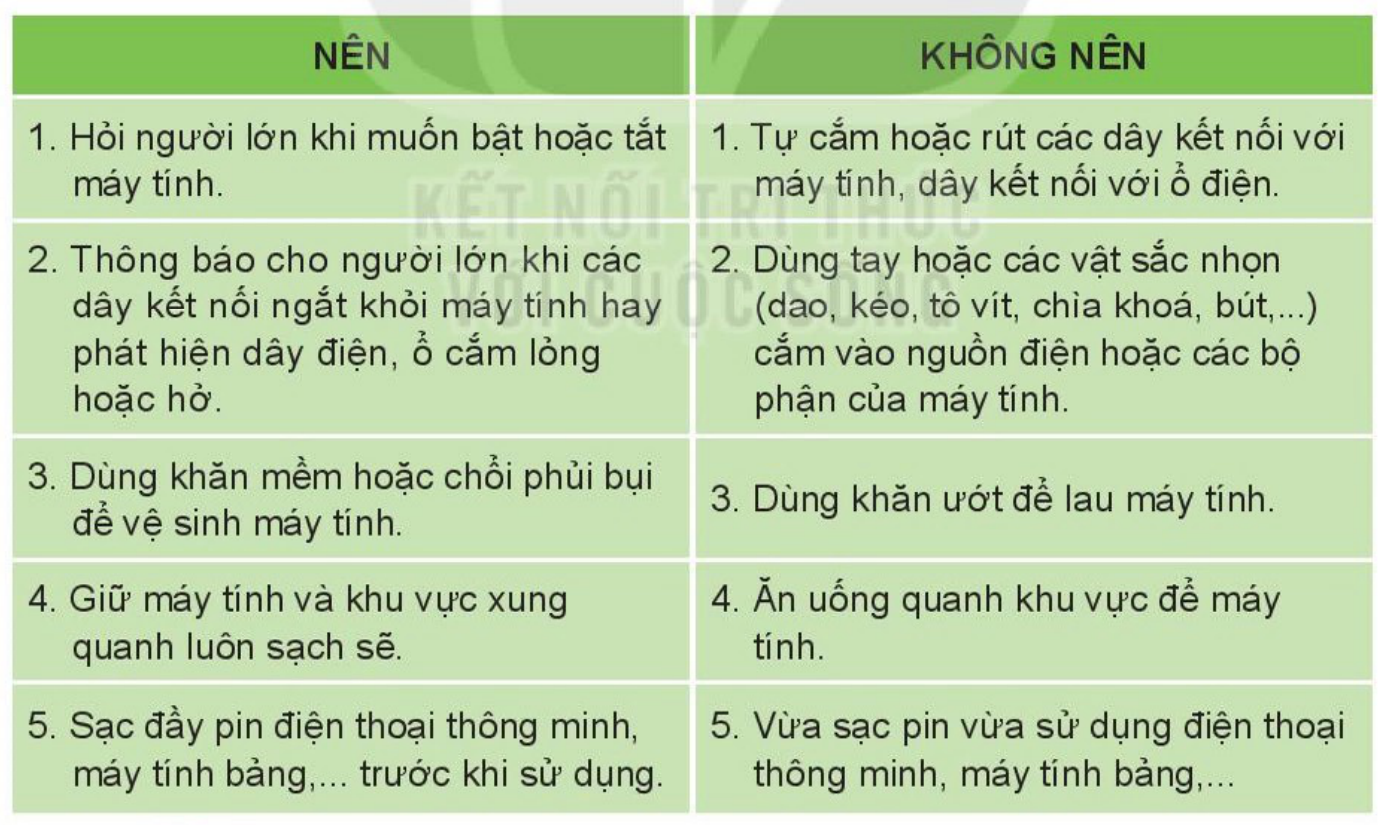 NÊN
KHÔNG NÊN
1. Hỏi người lớn khi muốn bật hoặc tắt
máy tính.
1. Tự cắm hoặc rút các dây kết nối với
máy tính, dây kết nối với ổ điện.
2. Thông báo cho người lớn khi các
dây kết nối ngắt khỏi máy tính hay
phát hiện dây điện, ổ cắm lỏng
hoặc hở.
2. Dùng tay hoặc các vật sắc nhọn
(dao, kéo, tô vít, chìa khoá, bút,...)
cắm vào nguồn điện hoặc các bộ
phận của máy tính.
3. Dùng khăn mềm hoặc chổi phủi bụi
để vệ sinh máy tính.
3. Dùng khăn ướt để lau máy tính.
4. Giữ máy tính và khu vực xung
quanh luôn sạch sẽ.
4. Ăn uống quanh khu vực để máy
tính.
5. Sạc đầy pin điện thoại thông minh,
máy tính bảng,... trước khi sử dụng.
5. Vừa sạc pin vừa sử dụng điện thoại
thông minh, máy tính bảng,...
KẾT NỐI TRI THỨC
VỚI CUỘC SỐNG